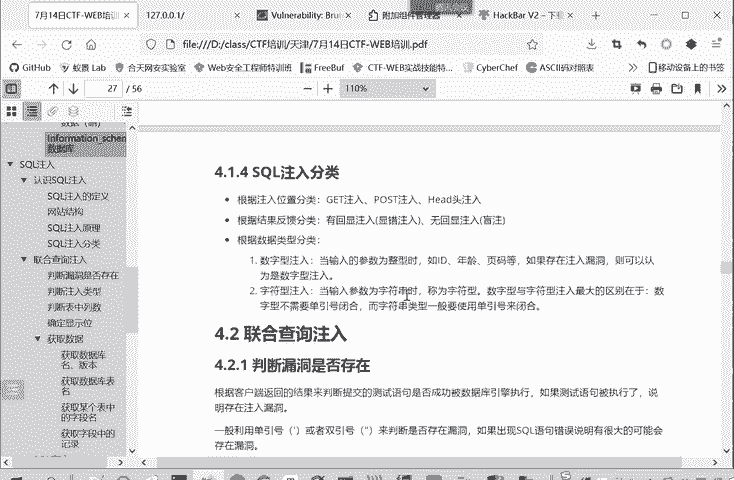 7月14日CTF-WEB培训
127.0.0.1/
Vulnerability: Brut
附加组件管理器
HackBar V2 – 下载
file:///D:/class/CTF培训/天津/7月14日CTF-WEB培训.pdf
GitHub
蚁景 Lab
合天网安实验室
Web安全工程师特训班
FreeBuf
CTF-WEB实战技能特...
CyberChef
ASCII码对照表
移动设备上的书签
27 / 56
110%
Information_schem
数据库
SQL注入
认识SQL注入
SQL注入的定义
网站结构
SQL注入原理
SQL注入分类
联合查询注入
判断漏洞是否存在
判断注入类型
判断表中列数
确定显示位
获取数据
获取数据库
名、版本
获取数据库表
名
获取某个表中
的字段名
获取字段中的
记录
4.1.4 SQL注入分类
根据注入位置分类：GET注入、POST注入、Head头注入
根据结果反馈分类：有回显注入(显错注入)、无回显注入(盲注)
根据数据类型分类：
1. 数字型注入：当输入的参数为整型时，如ID、年龄、页码等，如果存在注入漏洞，则可以认
为是数字型注入。
2. 字符型注入：当输入参数为字符串时，称为字符型。数字型与字符型注入最大的区别在于：数
字型不需要单引号闭合，而字符串类型一般要使用单引号来闭合。
4.2 联合查询注入
4.2.1 判断漏洞是否存在
根据客户端返回的结果来判断提交的测试语句是否成功被数据库引擎执行，如果测试语句被执行了，说
明存在注入漏洞。
一般利用单引号（'）或者双引号（"）来判断是否存在漏洞，如果出现SQL语句错误说明有很大的可能会
存在漏洞。